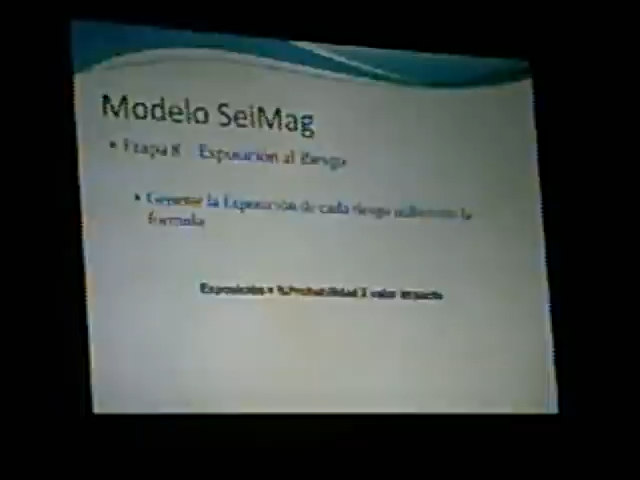 Modelo SeiMag
• Etapa 8 Exposición al Riesgo
• Generar la Exposición de cada riesgo utilizando la
formula
Exposición = %Probabilidad X valor impacto